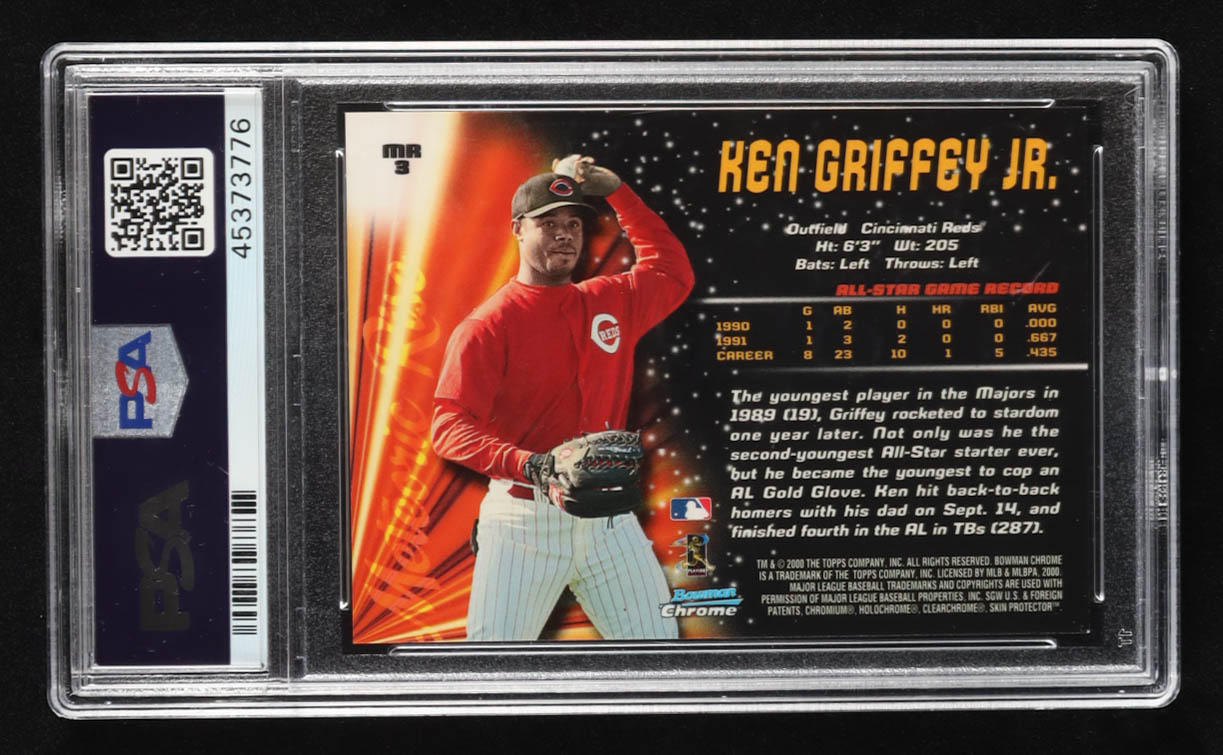 45373776
PSA
PSA
MR
3
Meteoric Rise
KEN GRIFFEY JR.
Outfield Cincinnati Reds
Ht: 6'3" Wt: 205
Bats: Left Throws: Left
ALL-STAR GAME RECORD
G AB H HR RBI AVG
1990 1 2 0 0 0 .000
1991 1 3 2 0 0 .667
CAREER 8 23 10 1 5 .435
The youngest player in the Majors in
1989 (19), Griffey rocketed to stardom
one year later. Not only was he the
second-youngest All-Star starter ever,
but he became the youngest to cop an
AL Gold Glove. Ken hit back-to-back
homers with his dad on Sept. 14, and
finished fourth in the AL in TBs (287).
REDS
Bowman
Chrome
TM & © 2000 THE TOPPS COMPANY, INC. ALL RIGHTS RESERVED. BOWMAN CHROME
IS A TRADEMARK OF THE TOPPS COMPANY, INC. LICENSED BY MLB & MLBPA, 2000.
MAJOR LEAGUE BASEBALL TRADEMARKS AND COPYRIGHTS ARE USED WITH
PERMISSION OF MAJOR LEAGUE BASEBALL PROPERTIES, INC. SGW U.S. & FOREIGN
PATENTS, CHROMIUM®, HOLOCHROME®, CLEARCHROME®, SKIN PROTECTOR™